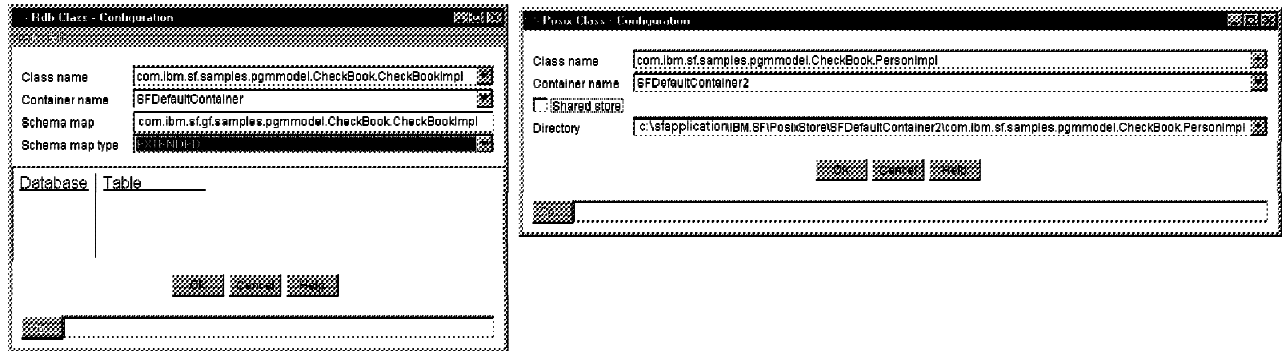 Rdb Class - Configuration
Class name com.ibm.sf.samples.pgmmodel.CheckBook.CheckBookImpl
Container name SFDefaultContainer
Schema map com.ibm.sf.gf.samples.pgmmodel.CheckBook.CheckBookImpl
Schema map type EXTENDED
Database Table
OK Cancel Help
Posix Class - Configuration
Class name com.ibm.sf.samples.pgmmodel.CheckBook.PersonImpl
Container name SFDefaultContainer2
Shared store
Directory c:\sfapplication\IBM.SF\PosixStore\SFDefaultContainer2\com.ibm.sf.samples.pgmmodel.CheckBook.PersonImpl
OK Cancel Help